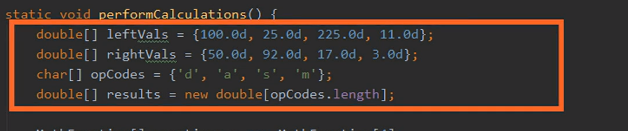 static void performCalculations() {
double[] leftVals = {100.0d, 25.0d, 225.0d, 11.0d};
double[] rightVals = {50.0d, 92.0d, 17.0d, 3.0d};
char[] opCodes = {'d', 'a', 's', 'm'};
double[] results = new double[opCodes.length];